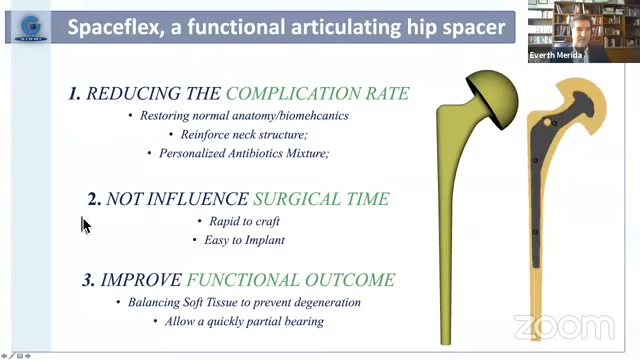 Spaceflex, a functional articulating hip spacer
Everth Merida
1. REDUCING THE COMPLICATION RATE
• Restoring normal anatomy/biomehcanics
• Reinforce neck structure;
• Personalized Antibiotics Mixture;
2. NOT INFLUENCE SURGICAL TIME
• Rapid to craft
• Easy to Implant
3. IMPROVE FUNCTIONAL OUTCOME
• Balancing Soft Tissue to prevent degeneration
• Allow a quickly partial bearing
zoom